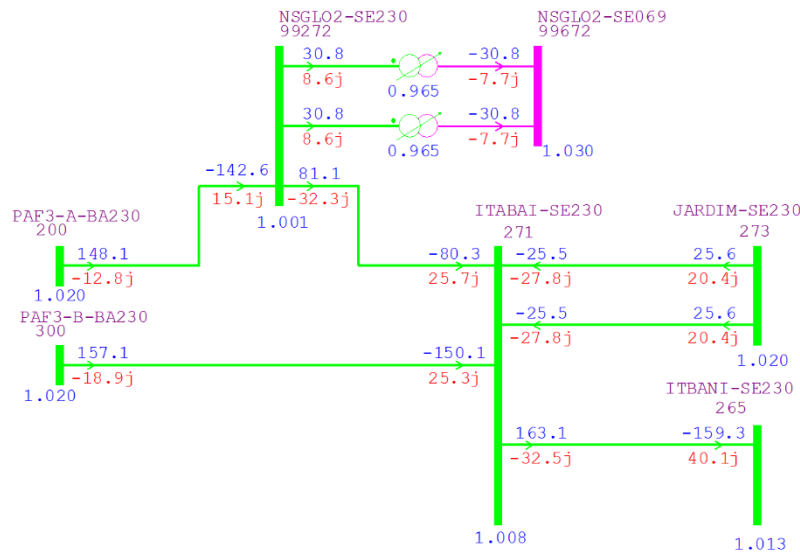 NSGLO2-SE230
99272
NSGLO2-SE069
99672
30.8
8.6j
-30.8
-7.7j
0.965
30.8
8.6j
-30.8
-7.7j
0.965
1.030
-142.6
15.1j
81.1
-32.3j
1.001
PAF3-A-BA230
200
148.1
-12.8j
1.020
ITABAI-SE230
271
JARDIM-SE230
273
-80.3
25.7j
-25.5
-27.8j
25.6
20.4j
PAF3-B-BA230
300
157.1
-18.9j
1.020
-25.5
-27.8j
25.6
20.4j
1.020
-150.1
25.3j
ITBANI-SE230
265
163.1
-32.5j
-159.3
40.1j
1.008
1.013